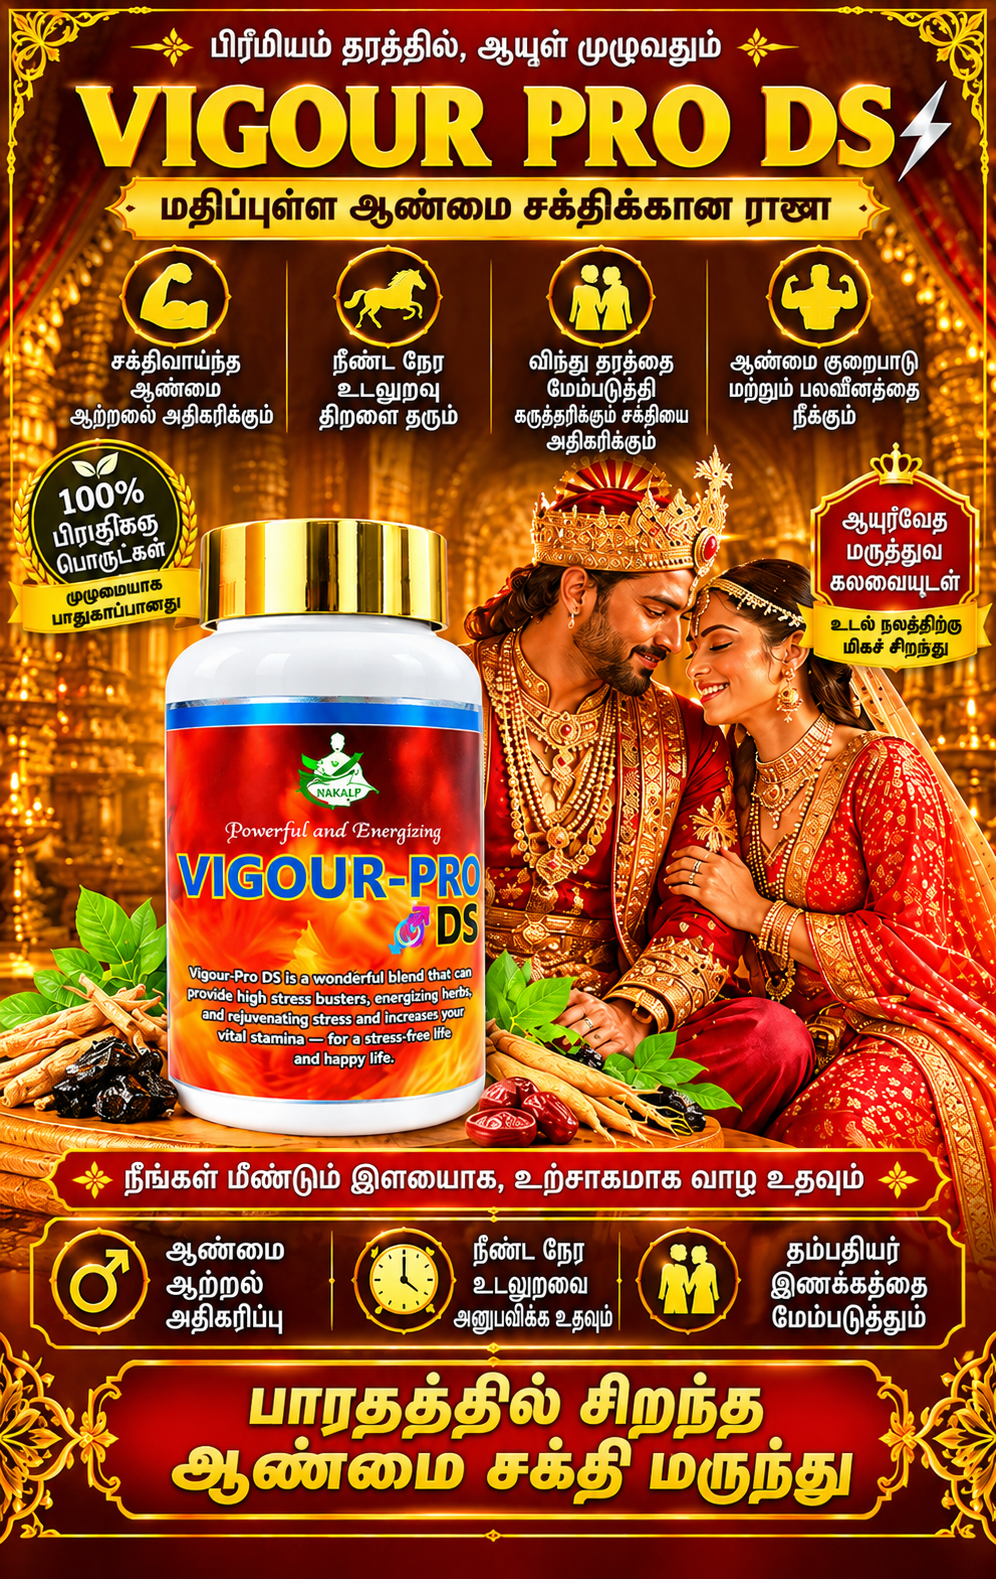 பிரீமியம் தரத்தில், ஆயுள் முழுவதும்
VIGOUR PRO DS
மதிப்புள்ள ஆண்மை சக்திக்கான ராஜா
சக்திவாய்ந்த
ஆண்மை
ஆற்றலை அதிகரிக்கும்
நீண்ட நேர
உடலுறவு
திறனை தரும்
விந்து தரத்தை
மேம்படுத்தி
கருத்தரிக்கும் சக்தியை
அதிகரிக்கும்
ஆண்மை குறைபாடு
மற்றும் பலவீனத்தை
நீக்கும்
100%
பொருட்கள்
முழுமையாக
பாதுகாப்பானது
ஆயுர்வேத
மருத்துவ
கலவையுடன்
உடல் நலத்திற்கு
மிகச் சிறந்து
NAKALP
Powerful and Energizing
VIGOUR-PRO
DS
Vigour-Pro DS is a wonderful blend that can
provide high stress busters, energizing herbs,
and rejuvenating stress and increases your
vital stamina — for a stress-free life
and happy life.
நீங்கள் மீண்டும் இளயையாக, உற்சாகமாக வாழ உதவும்
ஆண்மை
ஆற்றல்
அதிகரிப்பு
நீண்ட நேர
உடலுறவை
அனுபவிக்க உதவும்
தம்பதியர்
இணக்கத்தை
மேம்படுத்தும்
பாரதத்தில் சிறந்த
ஆண்மை சக்தி மருந்து